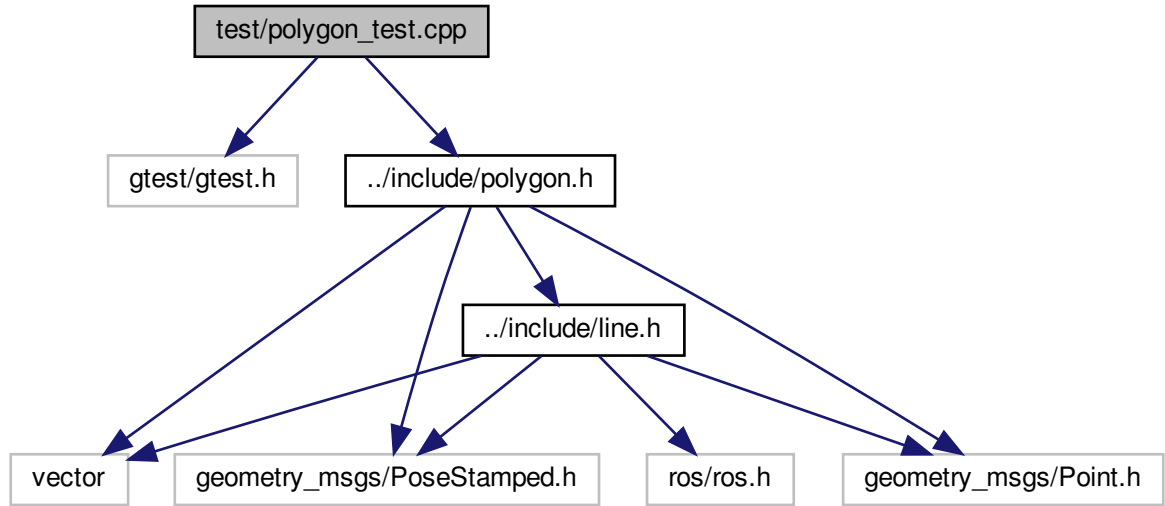 test/polygon_test.cpp
gtest/gtest.h
../include/polygon.h
../include/line.h
vector
geometry_msgs/PoseStamped.h
ros/ros.h
geometry_msgs/Point.h